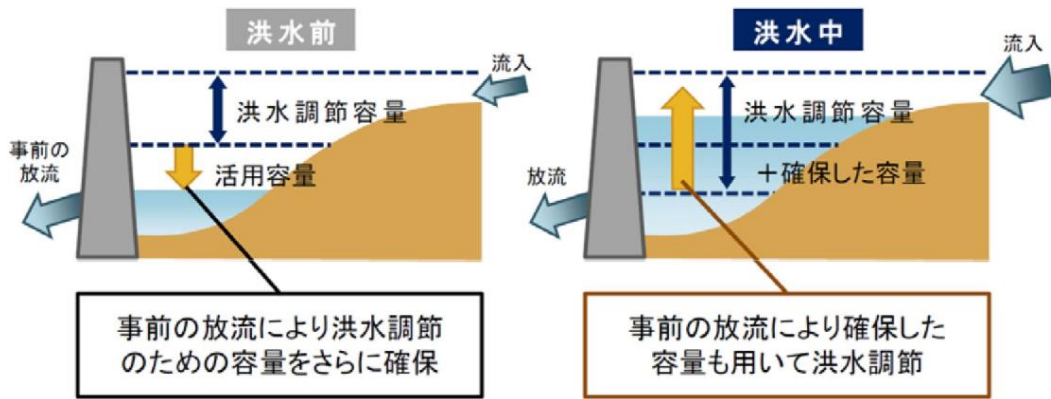 洪水前
流入
洪水調節容量
事前の
放流
活用容量
事前の放流により洪水調節
のための容量をさらに確保
洪水中
流入
洪水調節容量
放流
＋確保した容量
事前の放流により確保した
容量も用いて洪水調節